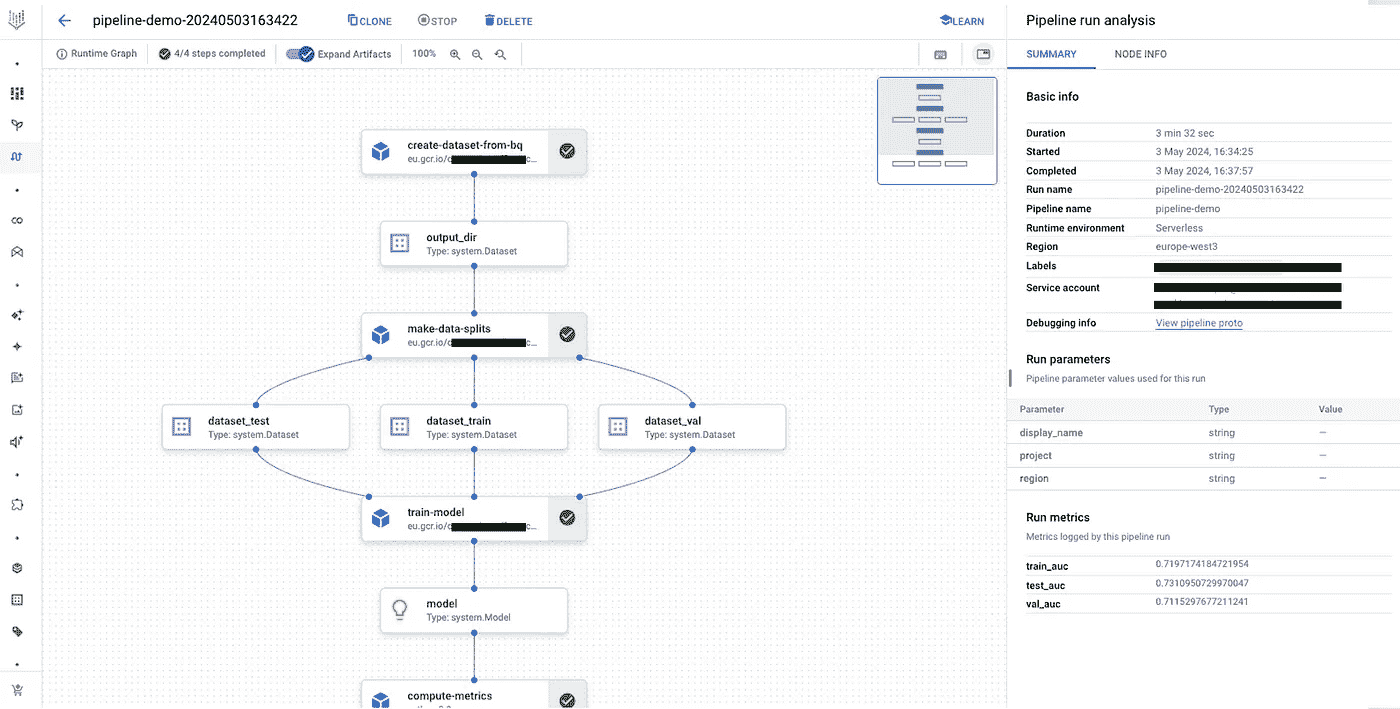 pipeline-demo-20240503163422
CLONE
STOP
DELETE
LEARN
Runtime Graph
4/4 steps completed
Expand Artifacts
100%
create-dataset-from-bq
eu.gcr.io/c
c...
output_dir
Type: system.Dataset
make-data-splits
eu.gcr.io/c
c...
dataset_test
Type: system.Dataset
dataset_train
Type: system.Dataset
dataset_val
Type: system.Dataset
train-model
eu.gcr.io/c
c...
model
Type: system.Model
compute-metrics
Pipeline run analysis
SUMMARY NODE INFO
Basic info
Duration 3 min 32 sec
Started 3 May 2024, 16:34:25
Completed 3 May 2024, 16:37:57
Run name pipeline-demo-20240503163422
Pipeline name pipeline-demo
Runtime environment Serverless
Region europe-west3
Labels
Service account
Debugging info View pipeline proto
Run parameters
Pipeline parameter values used for this run
Parameter Type Value
display_name string —
project string —
region string —
Run metrics
Metrics logged by this pipeline run
train_auc 0.7197174184721954
test_auc 0.7310950729970047
val_auc 0.7115297677211241